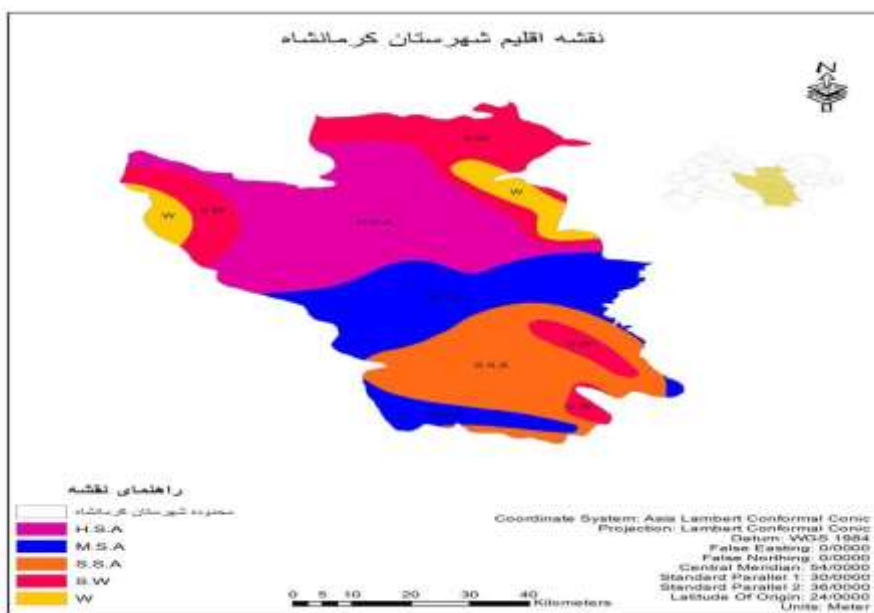 نقشه اقلیم شهرستان کرمانشاه
N
S.W
W
W
S.W
H.S.A
S.S.A
راهنمای نقشه
محدوده شهرستان کرمانشاه
H.S.A
M.S.A
S.S.A
S.W
W
0 5 10 20 30 40
Kilometers
Coordinate System: Asia Lambert Conformal Conic
Projection: Lambert Conformal Conic
Datum: WGS 1984
False Easting: 0/0000
False Northing: 0/0000
Central Meridian: 54/0000
Standard Parallel 1: 30/0000
Standard Parallel 2: 36/0000
Latitude Of Origin: 24/0000
Units: Meter